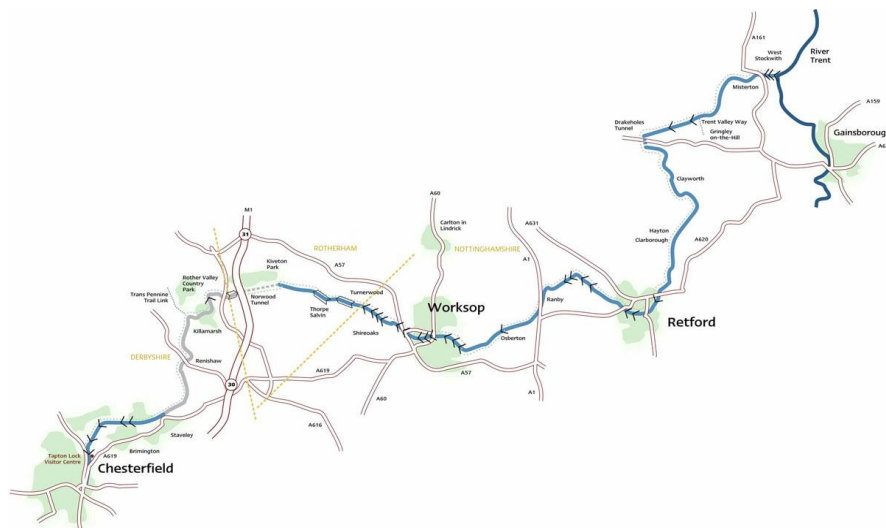 A161
West
Stockwith
River
Trent
Misterton
A159
Drakeholes
Tunnel
Trent Valley Way
Gringley
on-the-Hill
Gainsboroug
A6
Clayworth
A60
M1
Carlton in
Lindrick
A631
Hayton
Clarborough
A620
31
ROTHERHAM
NOTTINGHAMSHIRE
A1
Kiveton
Park
A57
Rother Valley
Country
Park
Trans Pennine
Trail Link
Norwood
Tunnel
Turnerwood
Thorpe
Salvin
Worksop
Ranby
Retford
Killamarsh
Shireoaks
Osberton
DERBYSHIRE
Renishaw
A619
A57
30
A60
A1
A616
Staveley
Brimington
Tapton Lock
Visitor Centre
A619
Chesterfield